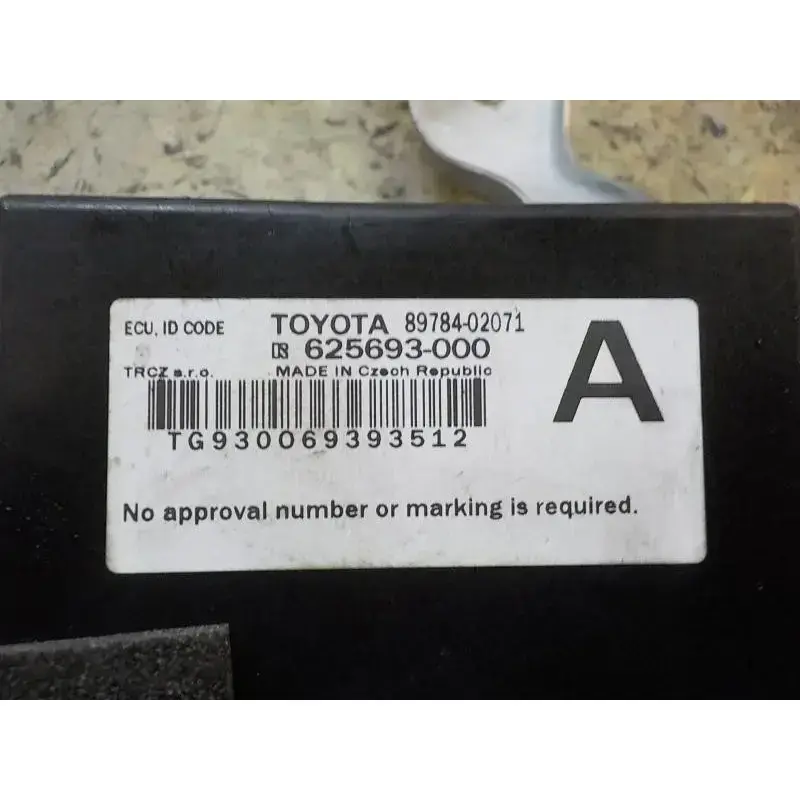 ECU, ID CODE TOYOTA 89784-02071
625693-000
TRCZ s.r.o. MADE IN Czech Republic
TG930069393512
A
No approval number or marking is required.